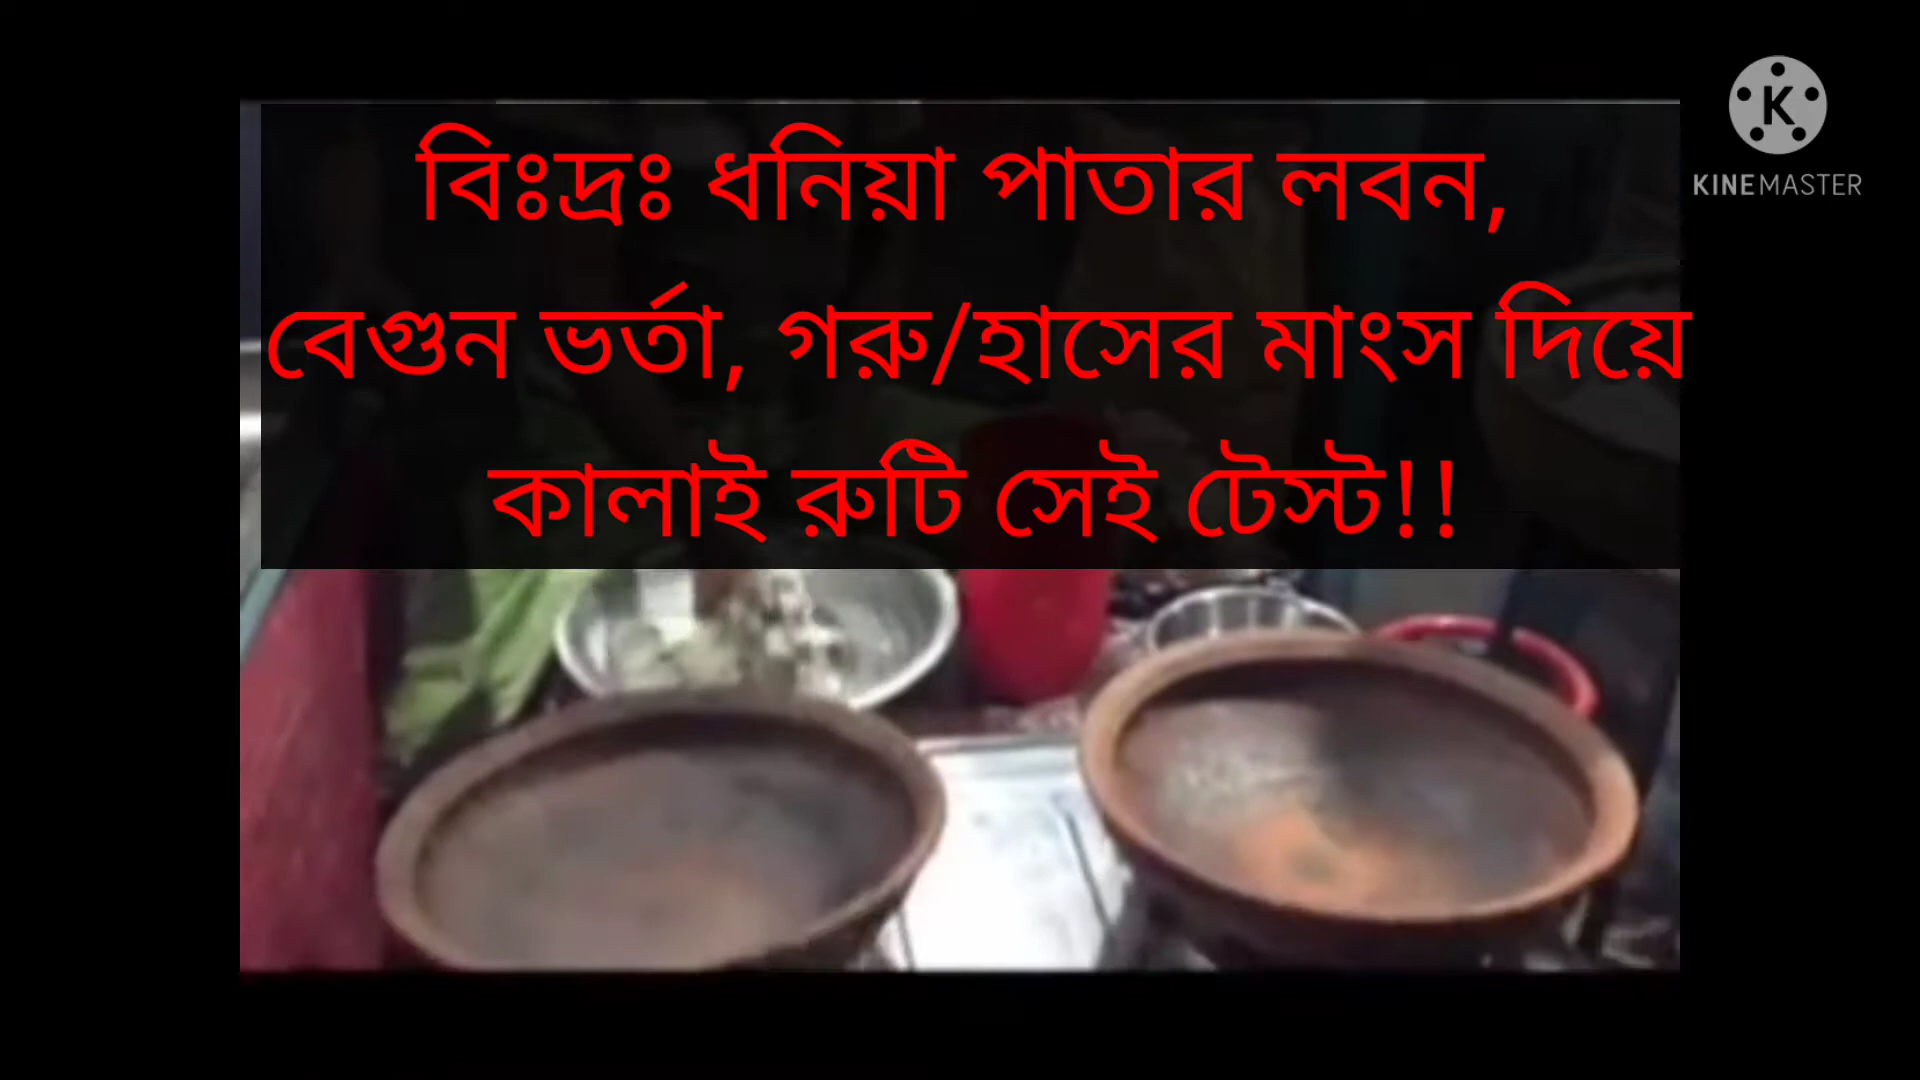 বিঃদ্রঃ ধনিয়া পাতার লবন,
বেগুন ভর্তা, গরু/হাসের মাংস দিয়ে
কালাই রুটি সেই টেস্ট!!
K
KINEMASTER